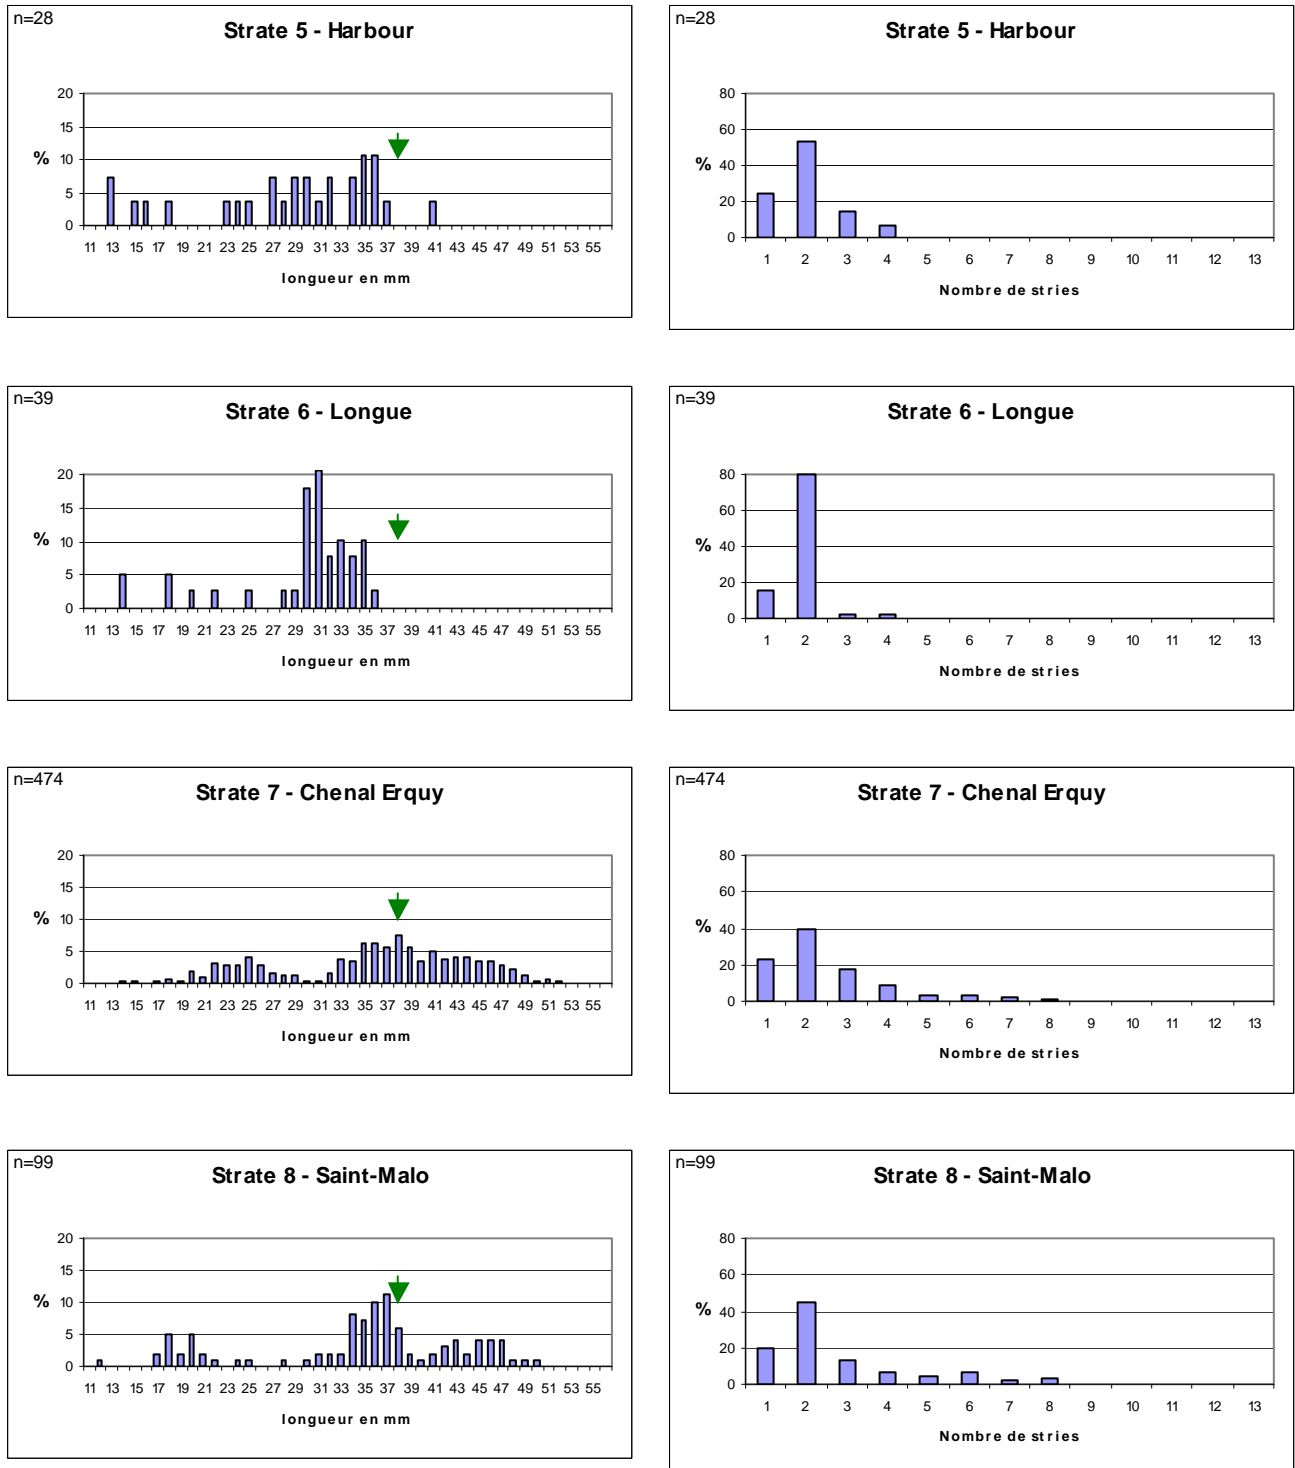 n=28
Strate 5 - Harbour
20
15
%
10
5
0
11 13 15 17 19 21 23 25 27 29 31 33 35 37 39 41 43 45 47 49 51 53 55
longueur en mm
n=28
Strate 5 - Harbour
80
60
% 40
20
0
1 2 3 4 5 6 7 8 9 10 11 12 13
Nombre de stries
n=39
Strate 6 - Longue
20
15
%
10
5
0
11 13 15 17 19 21 23 25 27 29 31 33 35 37 39 41 43 45 47 49 51 53 55
longueur en mm
n=39
Strate 6 - Longue
80
60
% 40
20
0
1 2 3 4 5 6 7 8 9 10 11 12 13
Nombre de stries
n=474
Strate 7 - Chenal Erquy
20
15
% 10
5
0
11 13 15 17 19 21 23 25 27 29 31 33 35 37 39 41 43 45 47 49 51 53 55
longueur en mm
n=474
Strate 7 - Chenal Erquy
80
60
% 40
20
0
1 2 3 4 5 6 7 8 9 10 11 12 13
Nombre de stries
n=99
Strate 8 - Saint-Malo
20
15
% 10
5
0
11 13 15 17 19 21 23 25 27 29 31 33 35 37 39 41 43 45 47 49 51 53 55
longueur en mm
n=99
Strate 8 - Saint-Malo
80
60
% 40
20
0
1 2 3 4 5 6 7 8 9 10 11 12 13
Nombre de stries